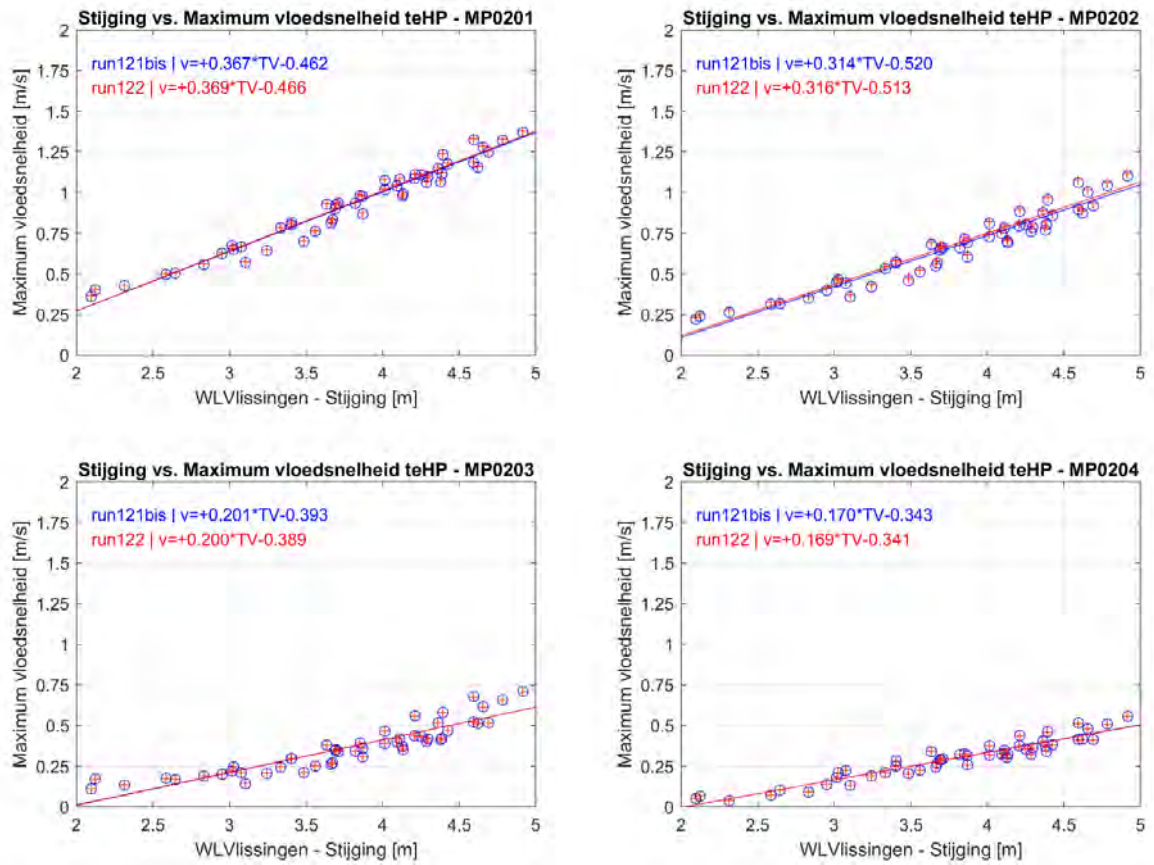 Stijging vs. Maximum vloedsnelheid teHP - MP0201
2
1.75
1.5
1.25
1
0.75
0.5
0.25
0
Maximum vloedsnelheid [m/s]
run121bis | v=+0.367*TV-0.462
run122 | v=+0.369*TV-0.466
2 2.5 3 3.5 4 4.5 5
WLVlissingen - Stijging [m]
Stijging vs. Maximum vloedsnelheid teHP - MP0202
2
1.75
1.5
1.25
1
0.75
0.5
0.25
0
Maximum vloedsnelheid [m/s]
run121bis | v=+0.314*TV-0.520
run122 | v=+0.316*TV-0.513
2 2.5 3 3.5 4 4.5 5
WLVlissingen - Stijging [m]
Stijging vs. Maximum vloedsnelheid teHP - MP0203
2
1.75
1.5
1.25
1
0.75
0.5
0.25
0
Maximum vloedsnelheid [m/s]
run121bis | v=+0.201*TV-0.393
run122 | v=+0.200*TV-0.389
2 2.5 3 3.5 4 4.5 5
WLVlissingen - Stijging [m]
Stijging vs. Maximum vloedsnelheid teHP - MP0204
2
1.75
1.5
1.25
1
0.75
0.5
0.25
0
Maximum vloedsnelheid [m/s]
run121bis | v=+0.170*TV-0.343
run122 | v=+0.169*TV-0.341
2 2.5 3 3.5 4 4.5 5
WLVlissingen - Stijging [m]